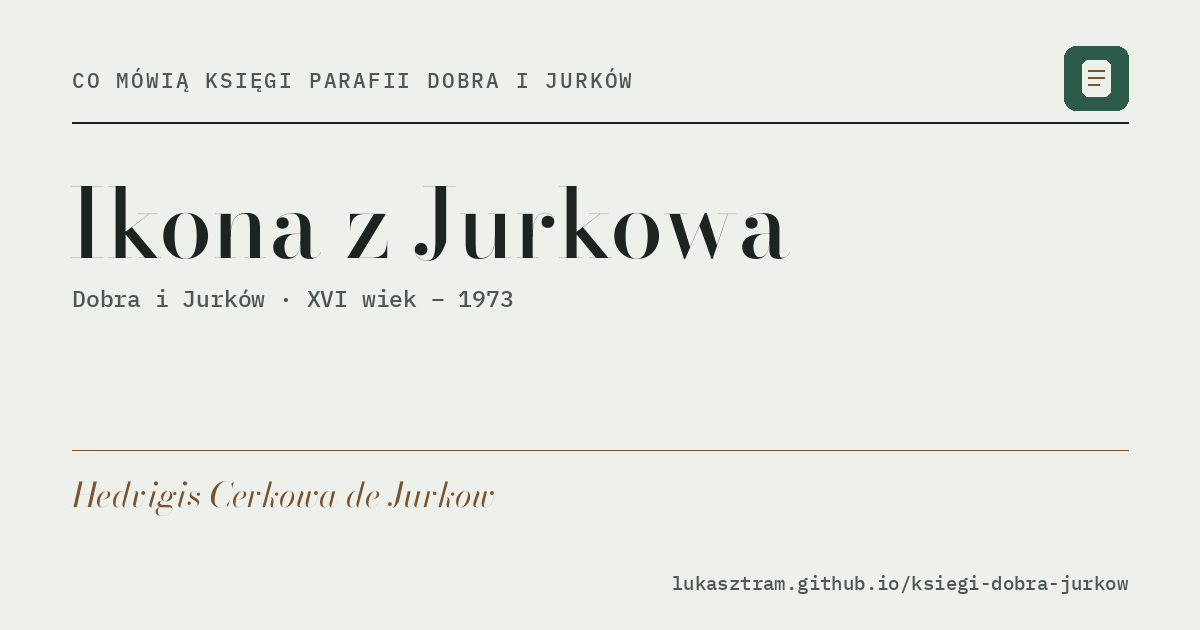 CO MÓWIĄ KSIĘGI PARAFII DOBRA I JURKÓW
Ikona z Jurkowa
Dobra i Jurków · XVI wiek – 1973
Hedvigis Cerkowa de Jurkow
lukasztram.github.io/ksiegi-dobra-jurkow